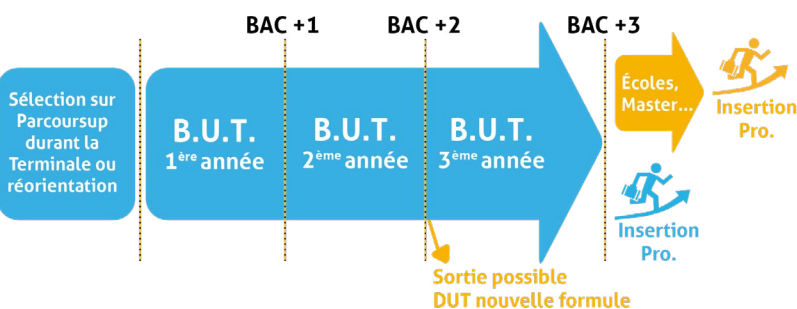 BAC +1
BAC +2
BAC +3
Sélection sur
Parcoursup
durant la
Terminale ou
réorientation
B.U.T.
1ère année
B.U.T.
2ème année
B.U.T.
3ème année
Écoles,
Master...
Insertion
Pro.
Insertion
Pro.
Sortie possible
DUT nouvelle formule